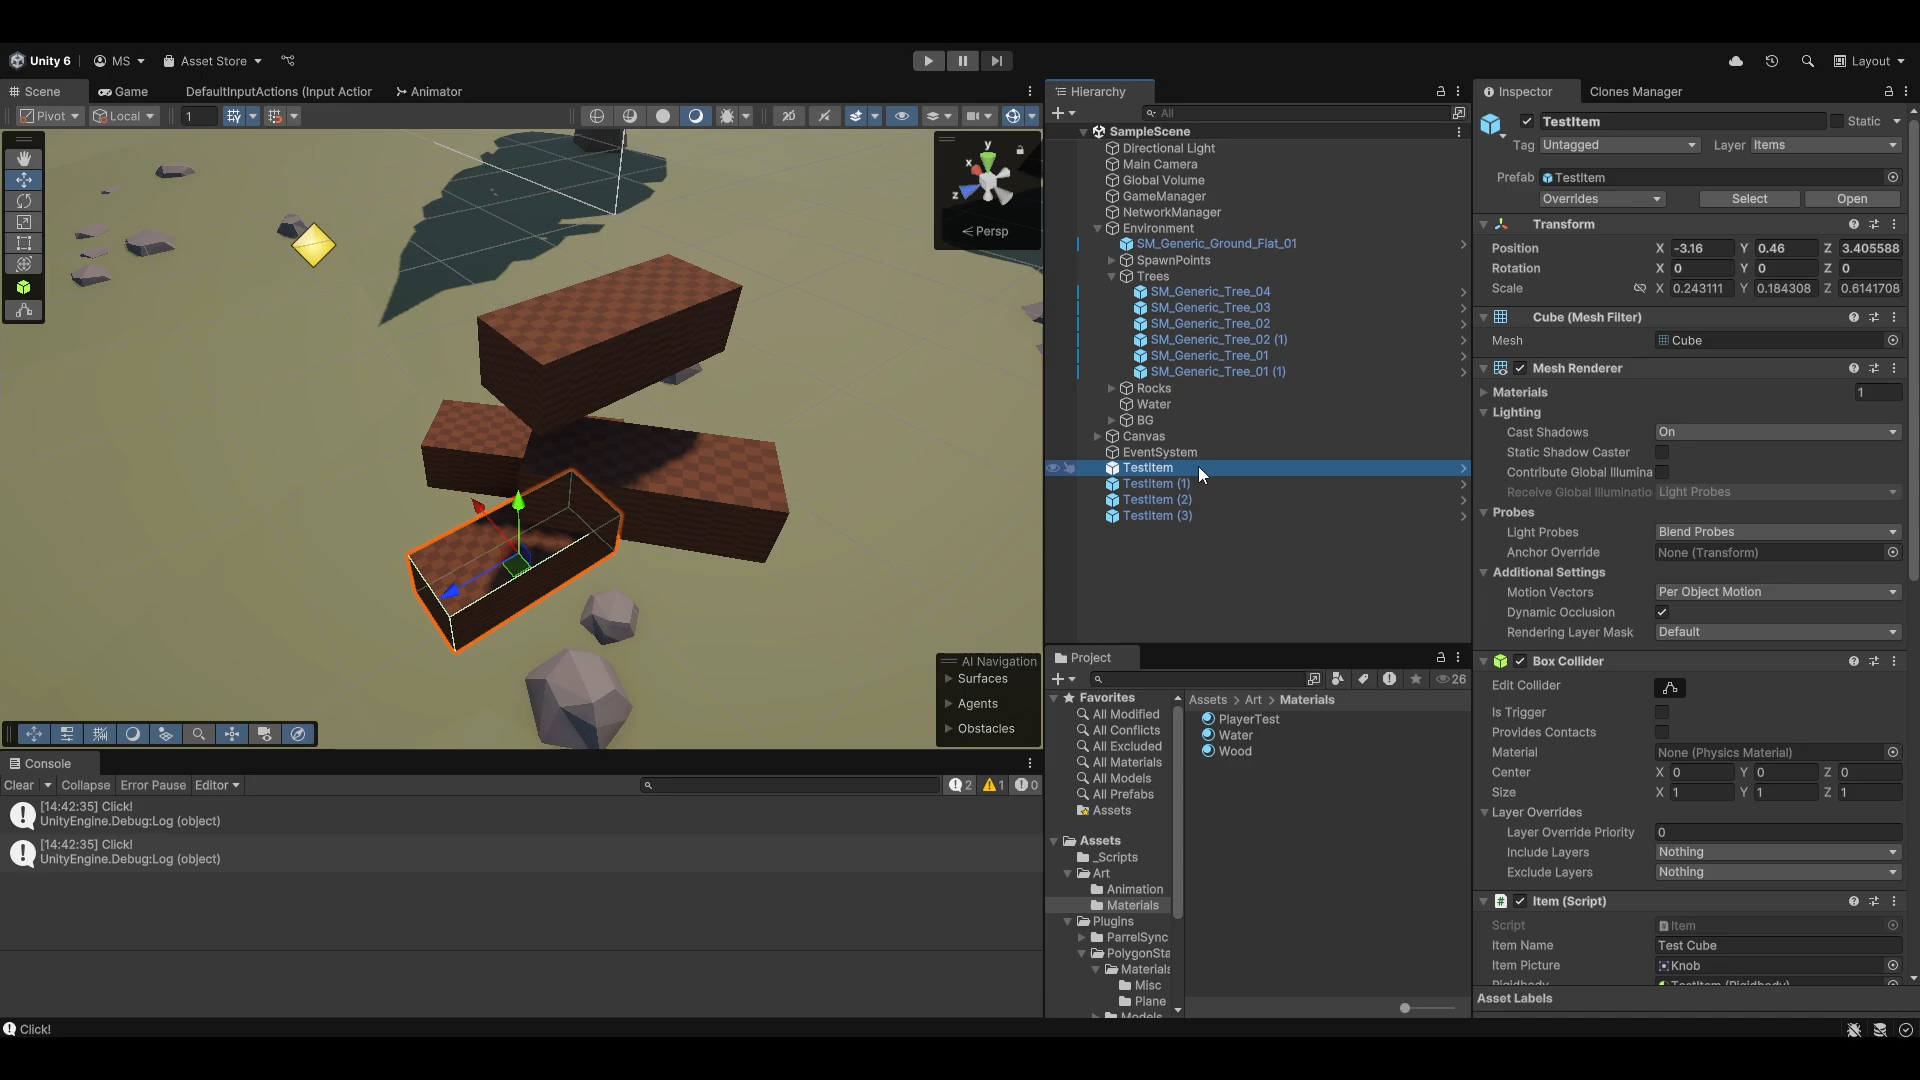 Unity 6
MS
Asset Store
Layout
Scene
Game
DefaultInputActions (Input Action
Animator
Pivot
Local
1
y
x
z
Persp
AI Navigation
Surfaces
Agents
Obstacles
Hierarchy
All
SampleScene
Directional Light
Main Camera
Global Volume
GameManager
NetworkManager
Environment
SM_Generic_Ground_Flat_01
SpawnPoints
Trees
SM_Generic_Tree_04
SM_Generic_Tree_03
SM_Generic_Tree_02
SM_Generic_Tree_02 (1)
SM_Generic_Tree_01
SM_Generic_Tree_01 (1)
Rocks
Water
BG
Canvas
EventSystem
TestItem
TestItem (1)
TestItem (2)
TestItem (3)
Project
26
Favorites
All Modified
All Conflicts
All Excluded
All Materials
All Models
All Prefabs
Assets
Assets
_Scripts
Art
Animation
Materials
Plugins
ParrelSync
PolygonSta
Materials
Misc
Plane
Models
Assets > Art > Materials
PlayerTest
Water
Wood
Inspector
Clones Manager
TestItem
Static
Tag Untagged
Layer Items
Prefab TestItem
Overrides
Select
Open
Transform
Position X -3.16 Y 0.46 Z 3.405588
Rotation X 0 Y 0 Z 0
Scale X 0.243111 Y 0.184308 Z 0.6141708
Cube (Mesh Filter)
Mesh Cube
Mesh Renderer
Materials 1
Lighting
Cast Shadows On
Static Shadow Caster
Contribute Global Illumina
Receive Global Illuminatio Light Probes
Probes
Light Probes Blend Probes
Anchor Override None (Transform)
Additional Settings
Motion Vectors Per Object Motion
Dynamic Occlusion
Rendering Layer Mask Default
Box Collider
Edit Collider
Is Trigger
Provides Contacts
Material None (Physics Material)
Center X 0 Y 0 Z 0
Size X 1 Y 1 Z 1
Layer Overrides
Layer Override Priority 0
Include Layers Nothing
Exclude Layers Nothing
Item (Script)
Script Item
Item Name Test Cube
Item Picture Knob
Rigidbody TestItem (Rigidbody)
Asset Labels
Console
Clear
Collapse
Error Pause
Editor
2
1
0
[14:42:35] Click!
UnityEngine.Debug:Log (object)
[14:42:35] Click!
UnityEngine.Debug:Log (object)
Click!